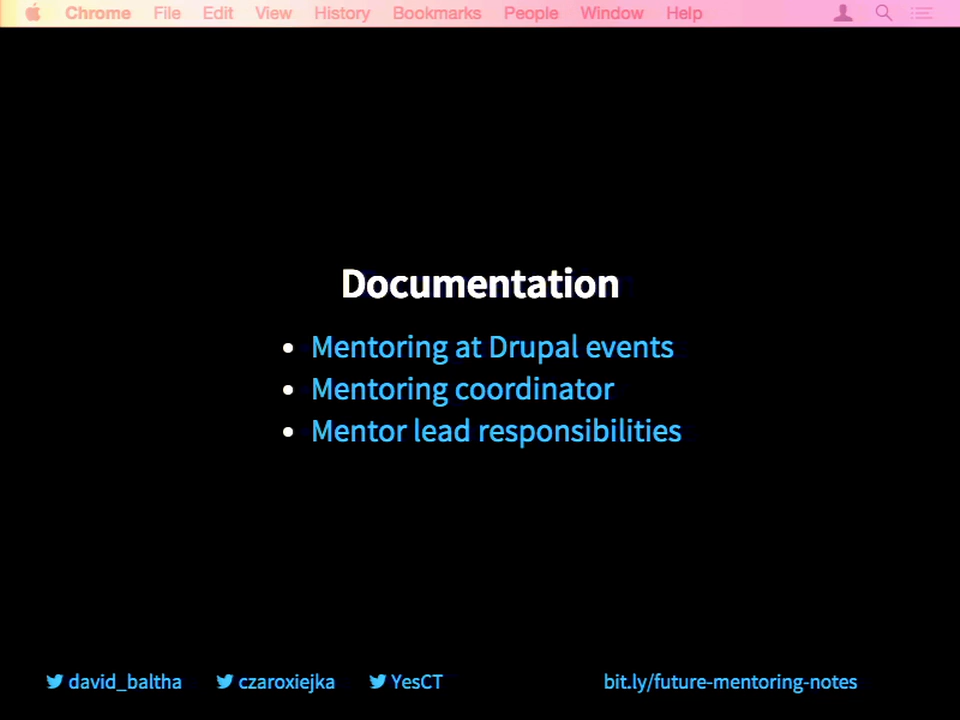 Chrome File Edit View History Bookmarks People Window Help
Documentation
Mentoring at Drupal events
Mentoring coordinator
Mentor lead responsibilities
david_baltha czaroxiejka YesCT bit.ly/future-mentoring-notes